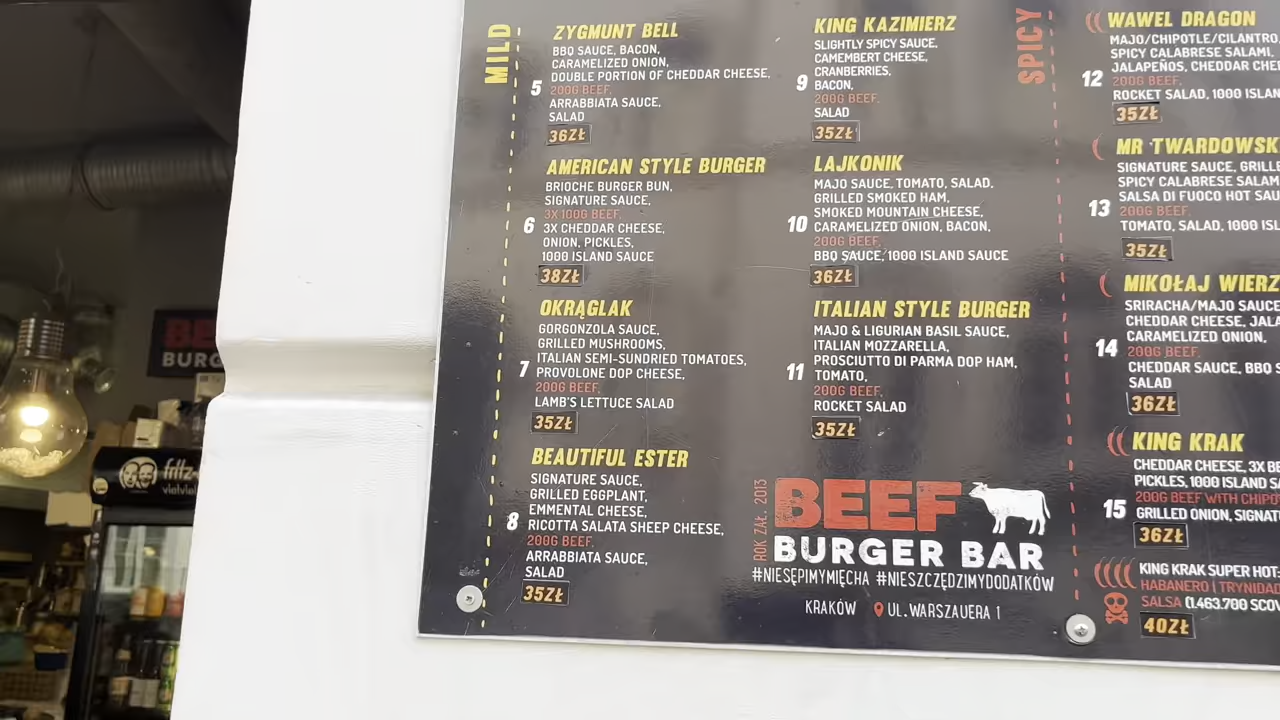 MILD
ZYGMUNT BELL
BBQ SAUCE, BACON,
CARAMELIZED ONION,
DOUBLE PORTION OF CHEDDAR CHEESE,
5
200G BEEF,
ARRABBIATA SAUCE,
SALAD
36ZŁ
AMERICAN STYLE BURGER
BRIOCHE BURGER BUN,
SIGNATURE SAUCE,
3X 100G BEEF,
6
3X CHEDDAR CHEESE,
ONION, PICKLES,
1000 ISLAND SAUCE
38ZŁ
OKRĄGLAK
GORGONZOLA SAUCE,
GRILLED MUSHROOMS,
ITALIAN SEMI-SUNDRIED TOMATOES,
7
PROVOLONE DOP CHEESE,
200G BEEF,
LAMB'S LETTUCE SALAD
35ZŁ
BEAUTIFUL ESTER
SIGNATURE SAUCE,
GRILLED EGGPLANT,
EMMENTAL CHEESE,
8
RICOTTA SALATA SHEEP CHEESE,
200G BEEF,
ARRABBIATA SAUCE,
SALAD
35ZŁ
KING KAZIMIERZ
SLIGHTLY SPICY SAUCE,
CAMEMBERT CHEESE,
CRANBERRIES,
9
BACON,
200G BEEF,
SALAD
35ZŁ
LAJKONIK
MAJO SAUCE, TOMATO, SALAD,
GRILLED SMOKED HAM,
SMOKED MOUNTAIN CHEESE,
10
CARAMELIZED ONION, BACON,
200G BEEF,
BBQ SAUCE, 1000 ISLAND SAUCE
36ZŁ
ITALIAN STYLE BURGER
MAJO & LIGURIAN BASIL SAUCE,
ITALIAN MOZZARELLA,
PROSCIUTTO DI PARMA DOP HAM,
11
TOMATO,
200G BEEF,
ROCKET SALAD
35ZŁ
ROK ZAŁ. 2013
BEEF
BURGER BAR
#NIESĘPIMYMIĘCHA #NIESZCZĘDZIMYDODATKÓW
KRAKÓW UL.WARSZAUERA 1
SPICY
WAWEL DRAGON
MAJO/CHIPOTLE/CILANTRO,
SPICY CALABRESE SALAMI,
12
JALAPEÑOS, CHEDDAR CHE
200G BEEF,
ROCKET SALAD, 1000 ISLAN
35ZŁ
MR TWARDOWSK
SIGNATURE SAUCE, GRILLE
SPICY CALABRESE SALAM
SALSA DI FUOCO HOT SAU
13
200G BEEF,
TOMATO, SALAD, 1000 ISL
35ZŁ
MIKOŁAJ WIERZ
SRIRACHA/MAJO SAUCE
CHEDDAR CHEESE, JALA
CARAMELIZED ONION,
14
200G BEEF,
CHEDDAR SAUCE, BBQ S
SALAD
36ZŁ
KING KRAK
CHEDDAR CHEESE, 3X BE
PICKLES, 1000 ISLAND SA
15
200G BEEF WITH CHIPO
GRILLED ONION, SIGNAT
36ZŁ
KING KRAK SUPER HOT:
HABANERO I TRYNIDAD
SALSA (1.463.700 SCOV
40ZŁ
BEE
BURG
fritz-
vielviel